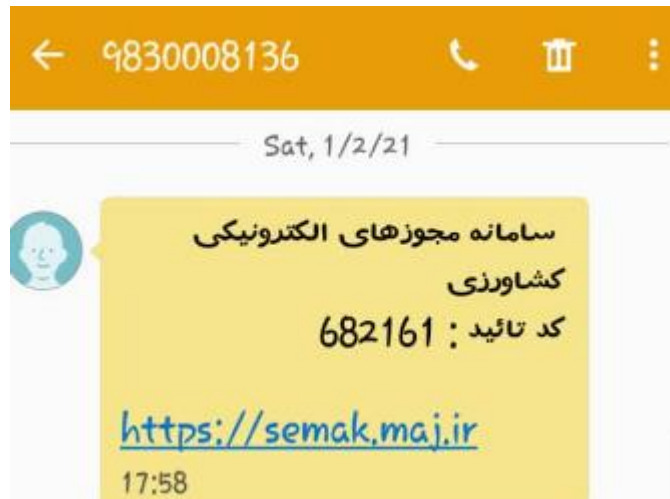 9830008136
Sat, 1/2/21
سامانه مجوزهای الکترونیکی
کشاورزی
کد تائید : 682161
https://semak.maj.ir
17:58